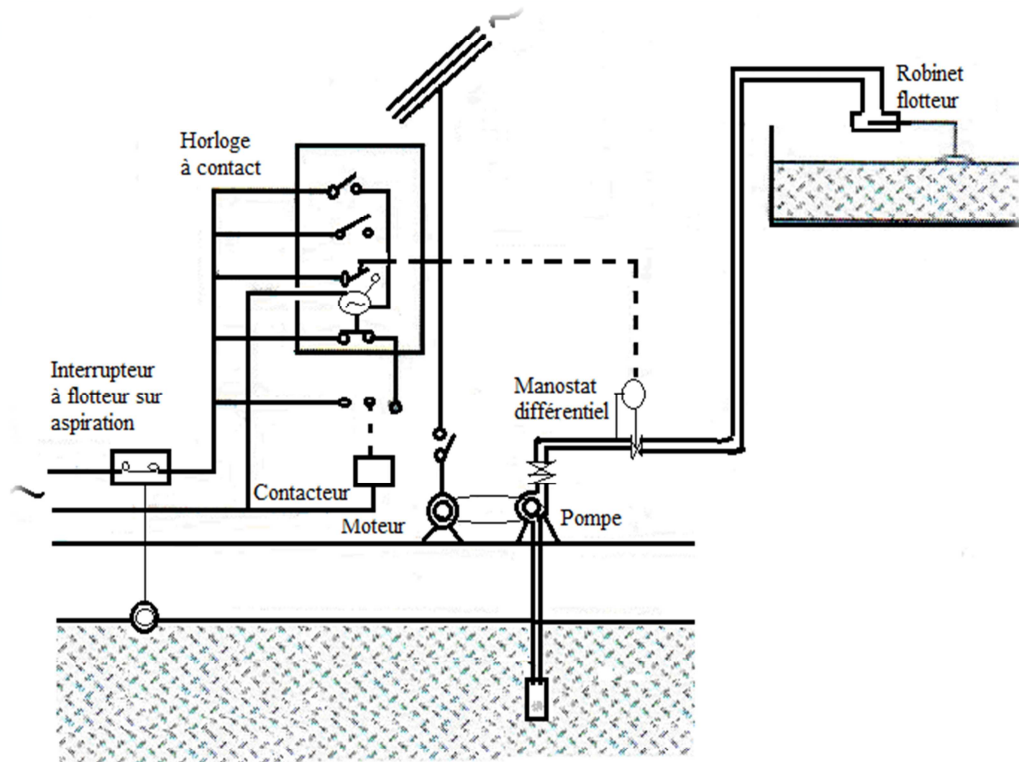 Robinet
flotteur
Horloge
à contact
Interrupteur
à flotteur sur
aspiration
Manostat
différentiel
Contacteur
Moteur
Pompe